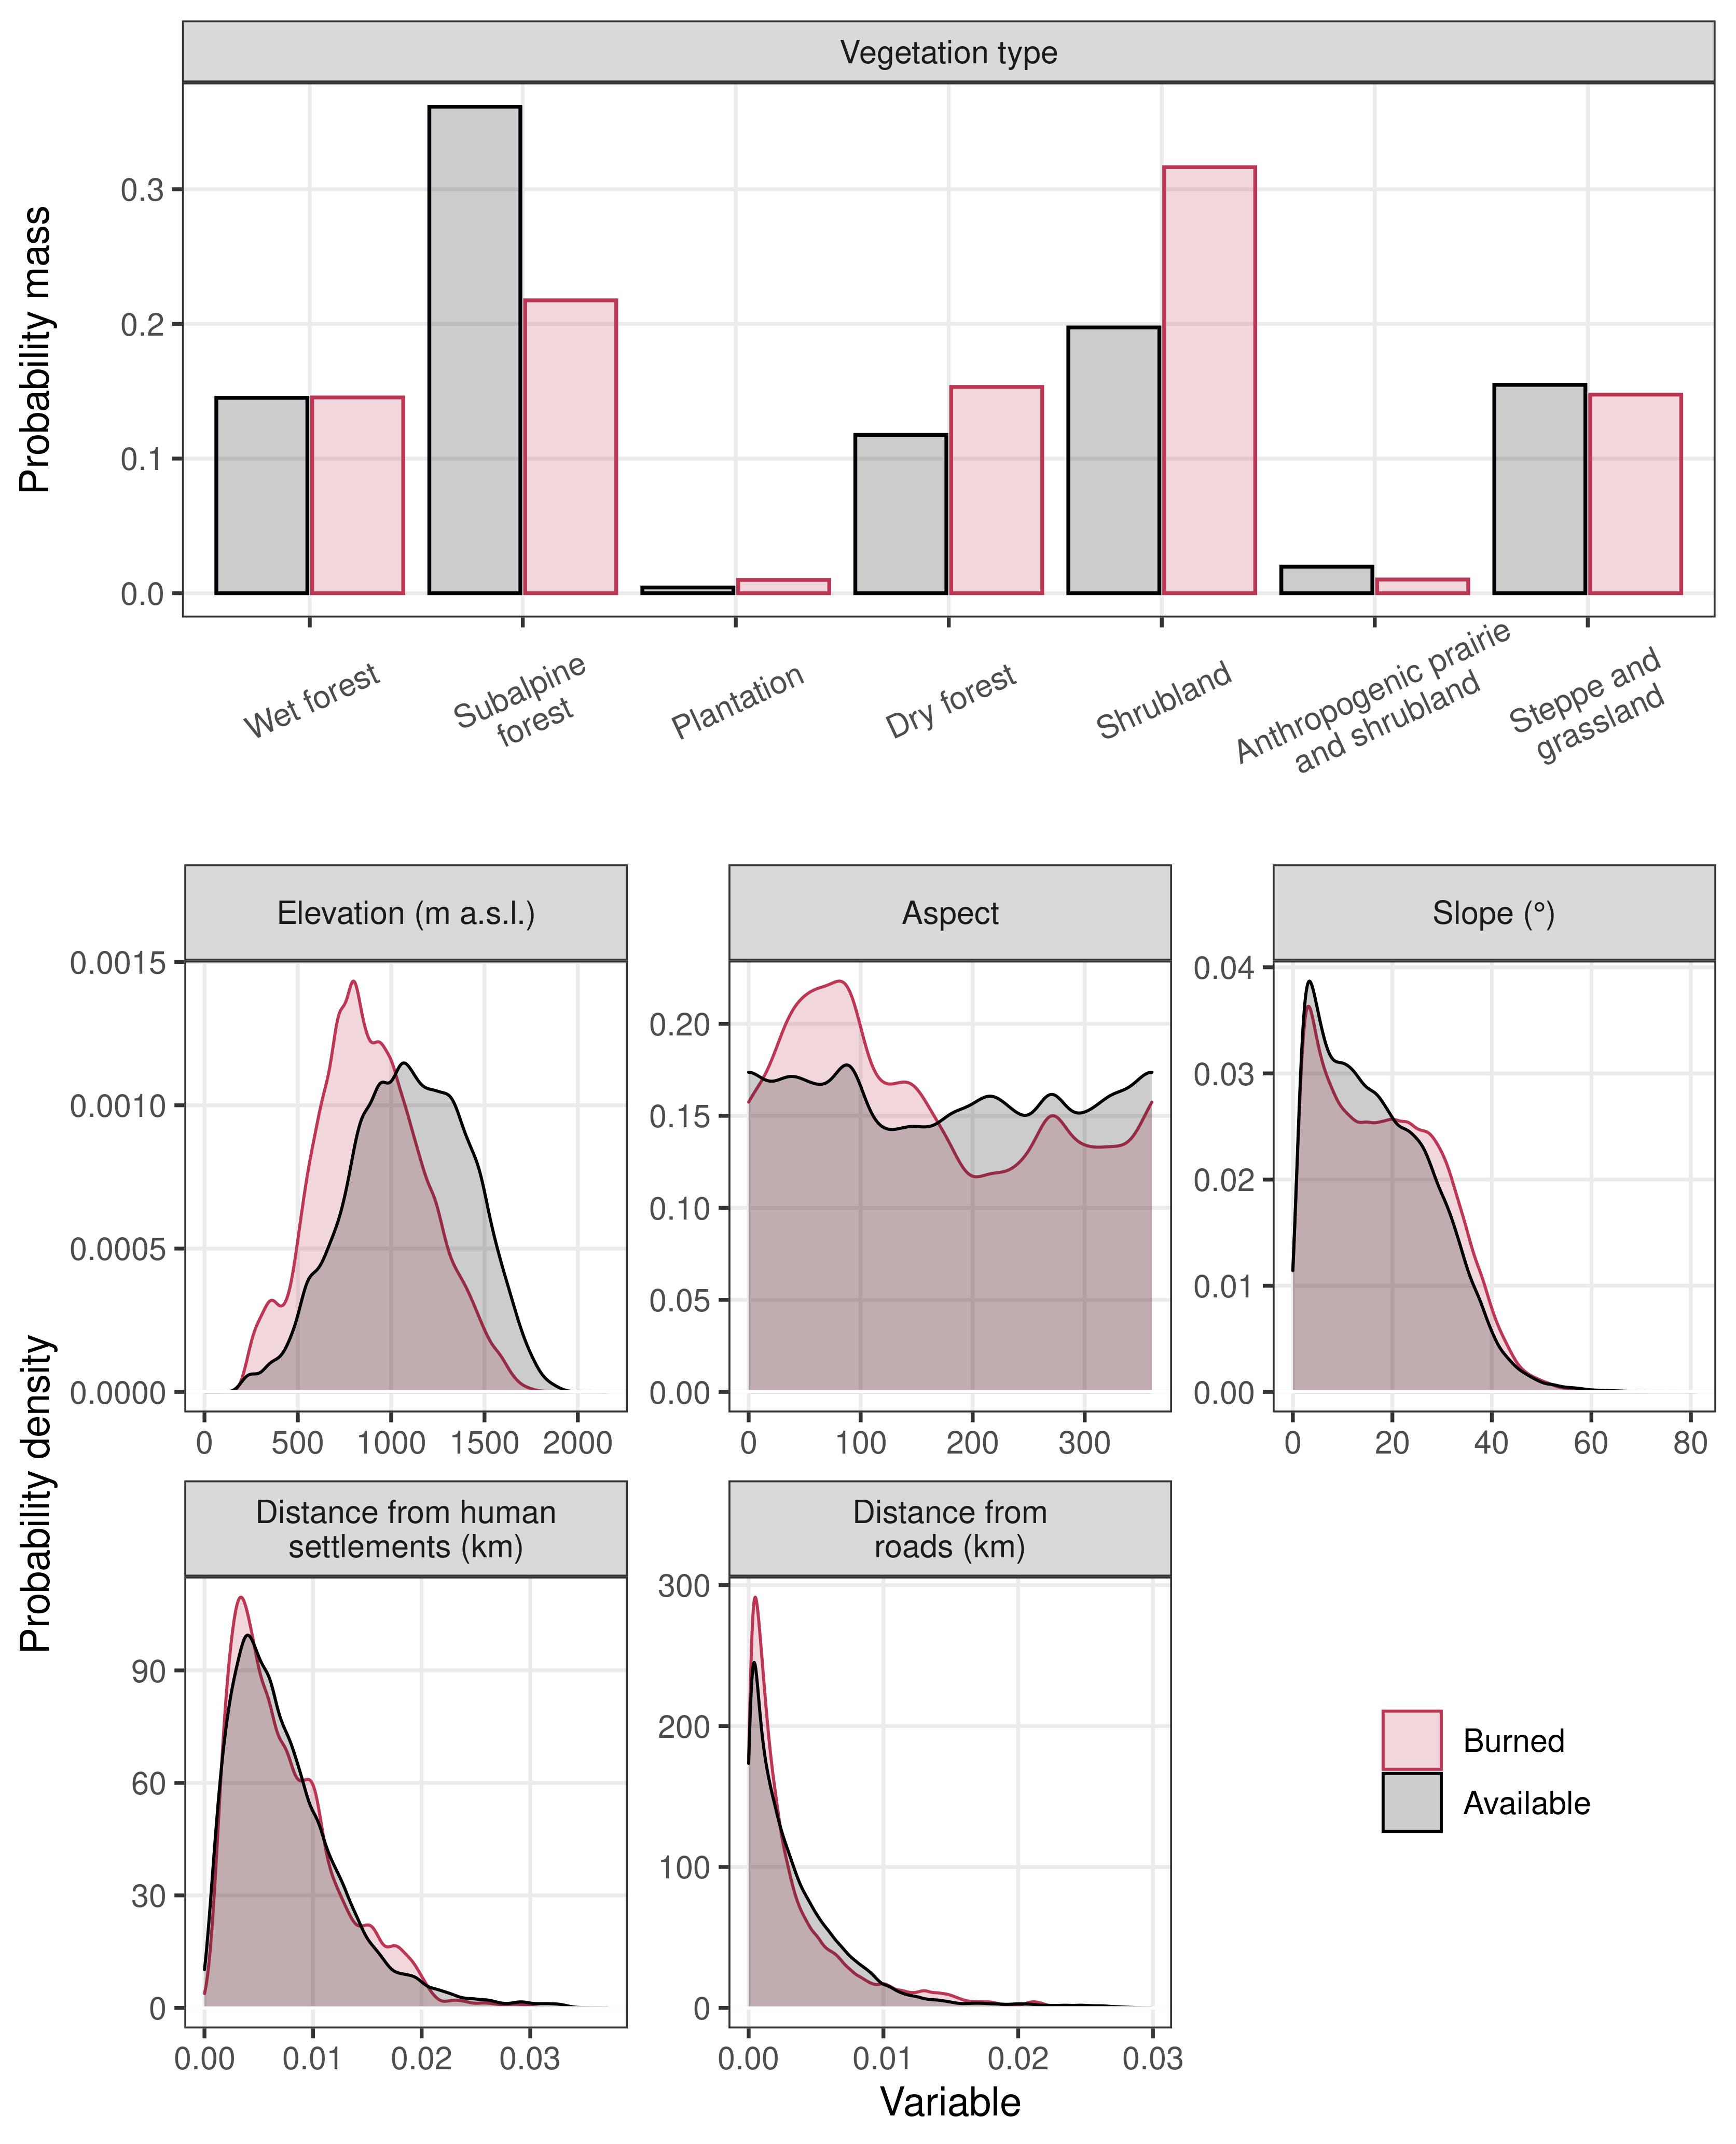 Vegetation type
Probability mass
0.3
0.2
0.1
0.0
Wet forest
Subalpine
forest
Plantation
Dry forest
Shrubland
Anthropogenic prairie
and shrubland
Steppe and
grassland
Probability density
Elevation (m a.s.l.)
0.0015
0.0010
0.0005
0.0000
0 500 1000 1500 2000
Aspect
0.20
0.15
0.10
0.05
0.00
0 100 200 300
Slope (°)
0.04
0.03
0.02
0.01
0.00
0 20 40 60 80
Distance from human
settlements (km)
90
60
30
0
0.00 0.01 0.02 0.03
Distance from
roads (km)
300
200
100
0
0.00 0.01 0.02 0.03
Variable
Burned
Available